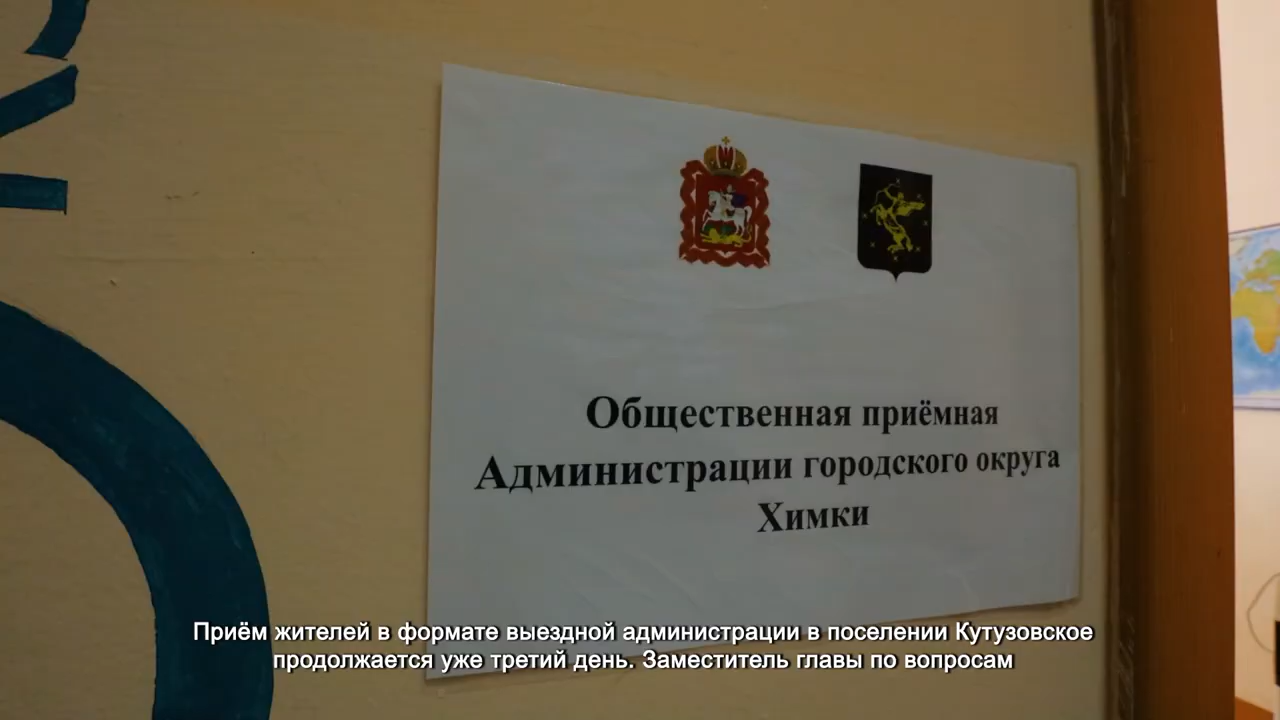 Общественная приёмная
Администрации городского округа
Химки
Приём жителей в формате выездной администрации в поселении Кутузовское
продолжается уже третий день. Заместитель главы по вопросам